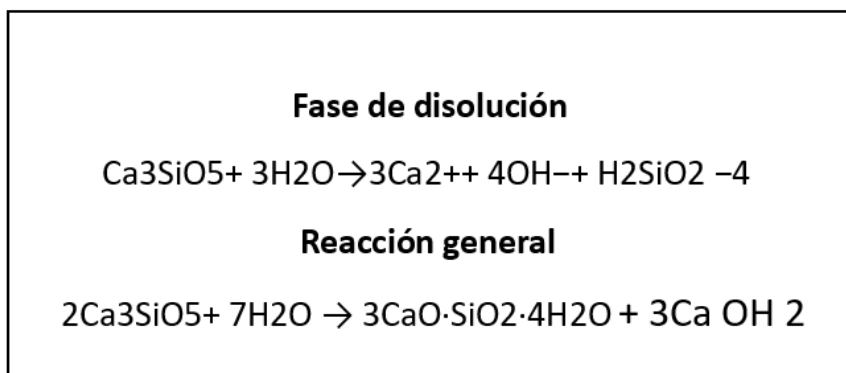 Fase de disolución
Ca3SiO5+ 3H2O→3Ca2++ 4OH−+ H2SiO2 −4
Reacción general
2Ca3SiO5+ 7H2O → 3CaO·SiO2·4H2O + 3Ca OH 2